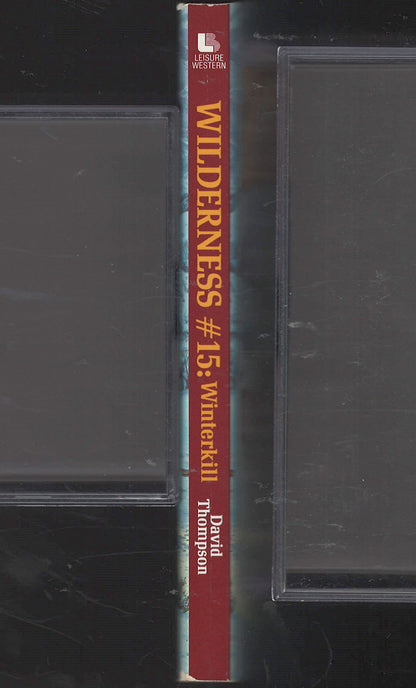 LB
LEISURE
WESTERN
WILDERNESS #15: Winterkill
David
Thompson